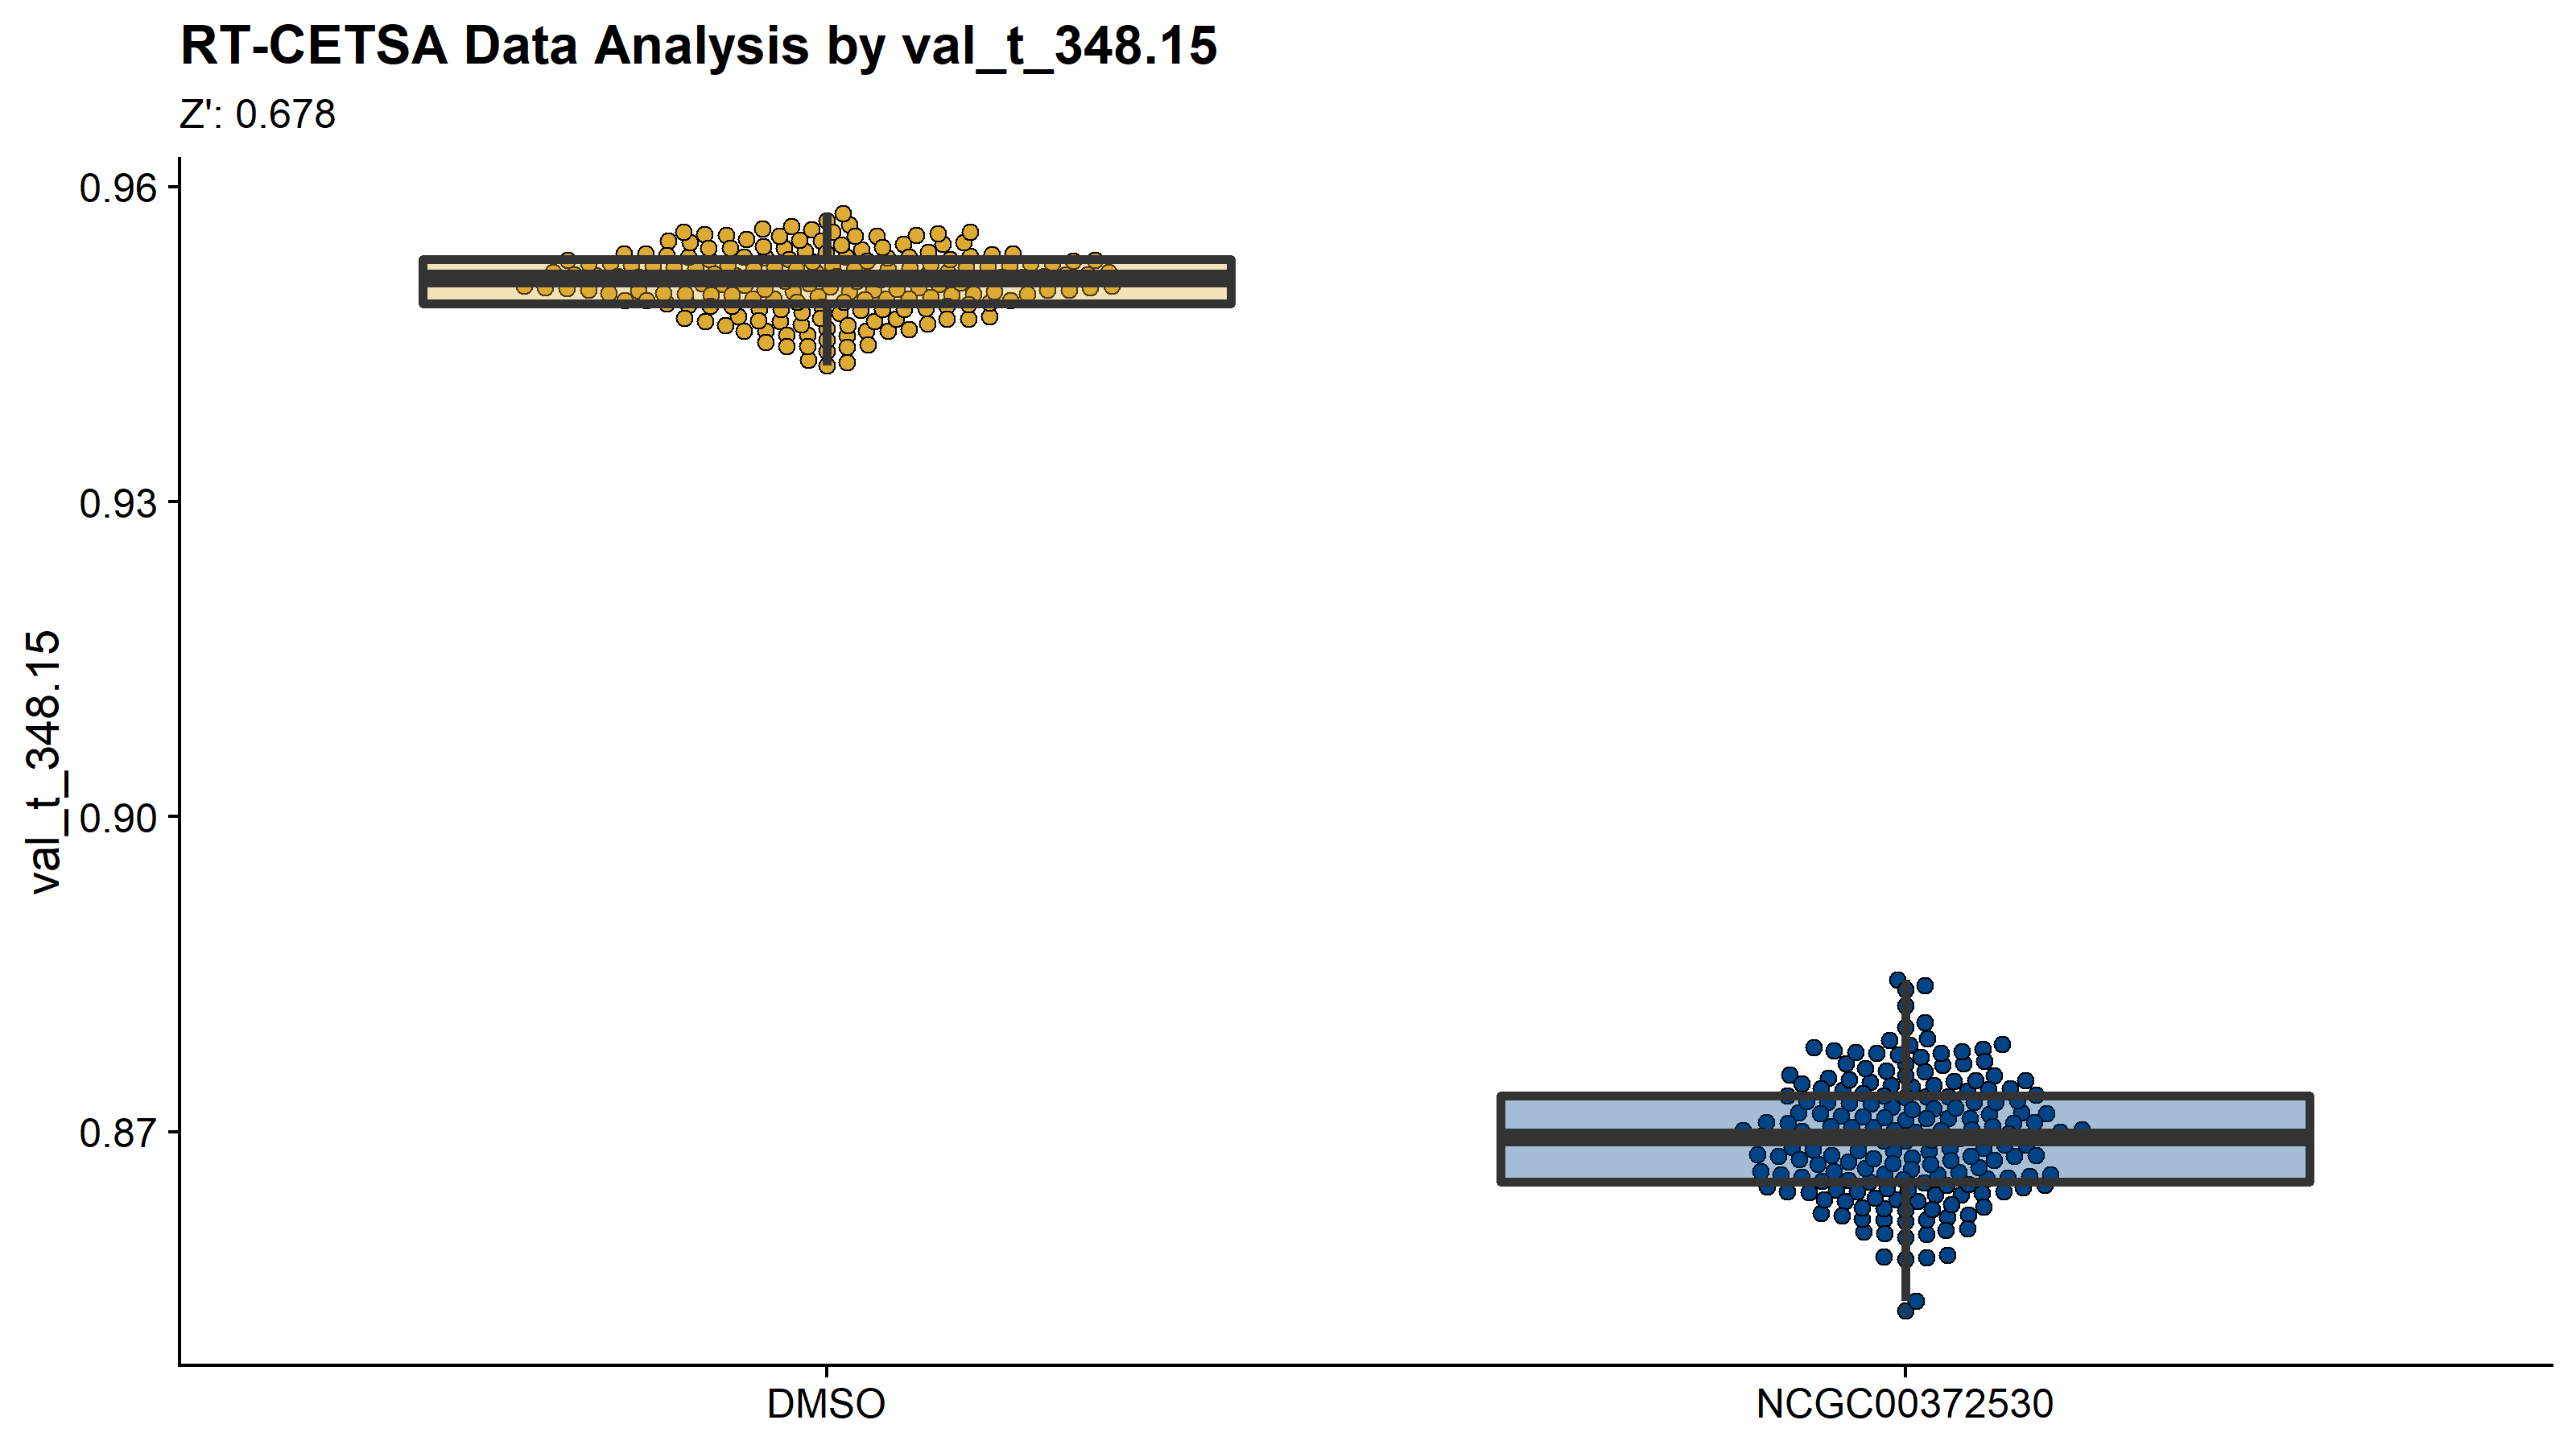 RT-CETSA Data Analysis by val_t_348.15
Z': 0.678
0.96
0.93
0.90
0.87
val_t_348.15
DMSO
NCGC00372530